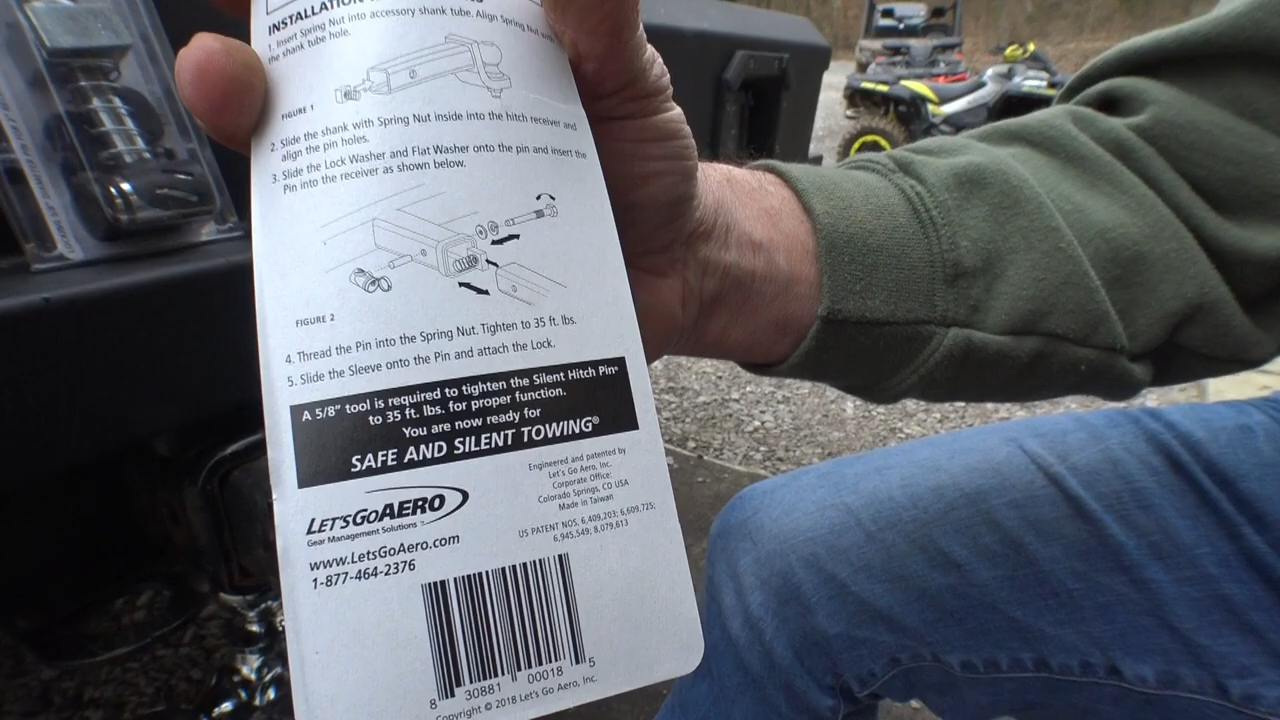 INSTALLATION
1. Insert Spring Nut into accessory shank tube. Align Spring Nut with
the shank tube hole.
FIGURE 1
2. Slide the shank with Spring Nut inside into the hitch receiver and
align the pin holes.
3. Slide the Lock Washer and Flat Washer onto the pin and insert the
Pin into the receiver as shown below.
FIGURE 2
4. Thread the Pin into the Spring Nut. Tighten to 35 ft. lbs.
5. Slide the Sleeve onto the Pin and attach the Lock.
A 5/8” tool is required to tighten the Silent Hitch Pin®
to 35 ft. lbs. for proper function.
You are now ready for
SAFE AND SILENT TOWING®
LET'SGOAERO
Gear Management Solutions™
www.LetsGoAero.com
1-877-464-2376
Engineered and patented by
Let's Go Aero, Inc.
Corporate Office:
Colorado Springs, CO USA
Made in Taiwan
US PATENT NOS. 6,409,203; 6,609,725;
6,945,549; 8,079,613
8 30881 00018 5
Copyright © 2018 Let's Go Aero, Inc.